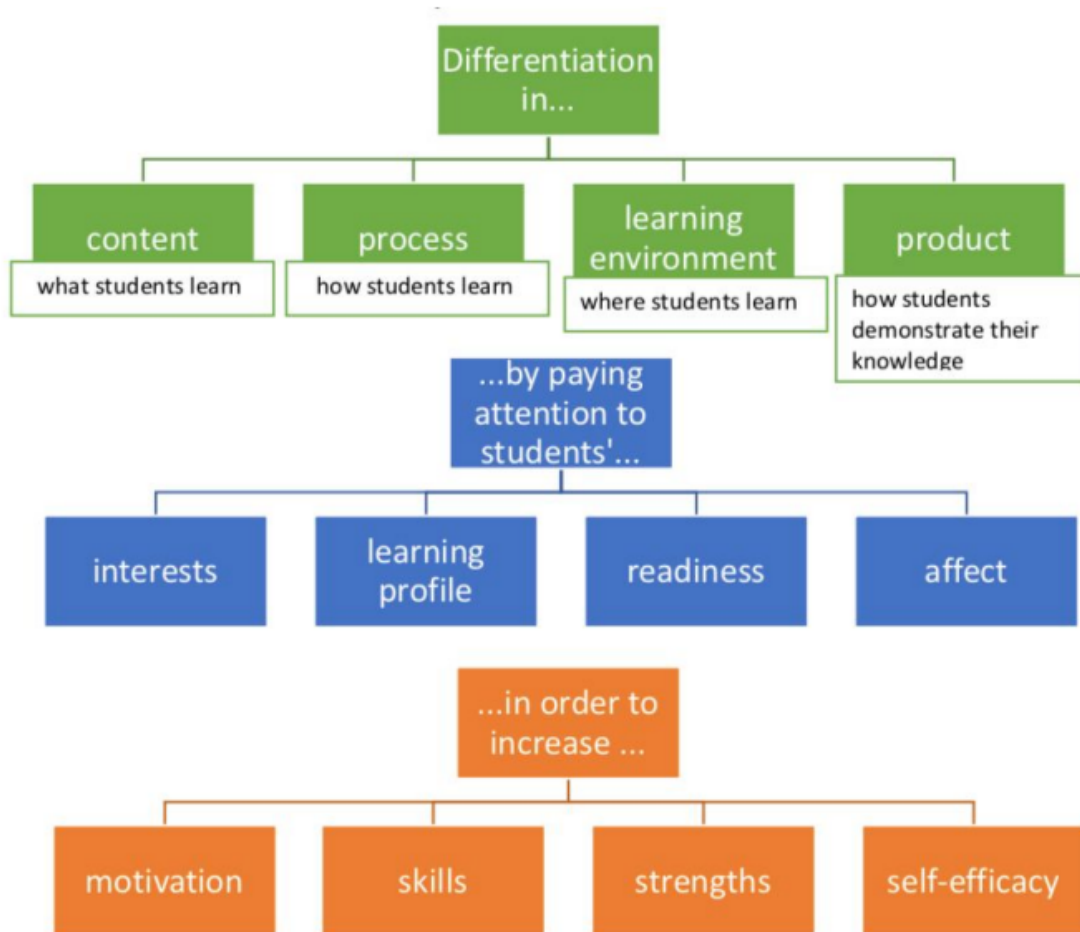 Differentiation
in...
content
process
learning
environment
product
what students learn
how students learn
where students learn
how students
demonstrate their
knowledge
...by paying
attention to
students'...
interests
learning
profile
readiness
affect
...in order to
increase ...
motivation
skills
strengths
self-efficacy